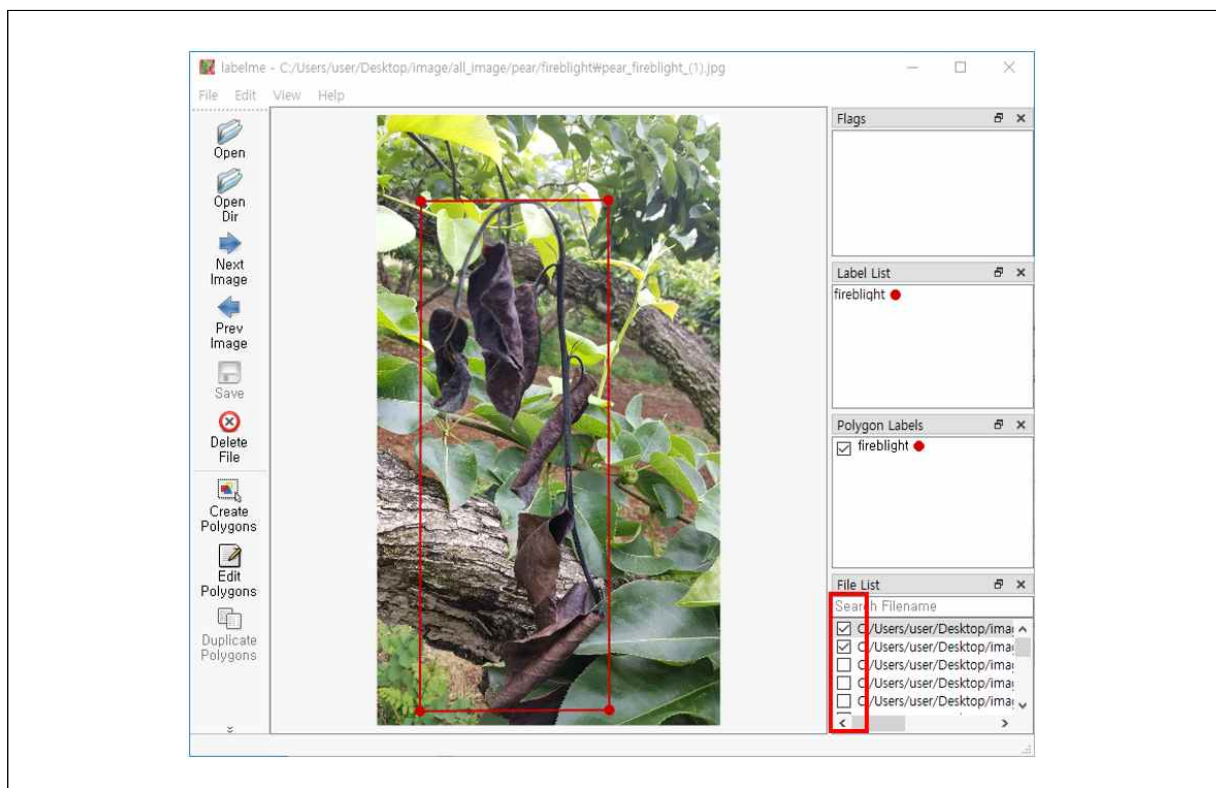 labelme - C:/Users/user/Desktop/image/all_image/pear/fireblight₩pear_fireblight_(1).jpg
File Edit View Help
Open
Open
Dir
Next
Image
Prev
Image
Save
Delete
File
Create
Polygons
Edit
Polygons
Duplicate
Polygons
Flags
Label List
fireblight
Polygon Labels
fireblight
File List
Search Filename
C:/Users/user/Desktop/ima
C:/Users/user/Desktop/ima
C:/Users/user/Desktop/ima
C:/Users/user/Desktop/ima
C:/Users/user/Desktop/ima